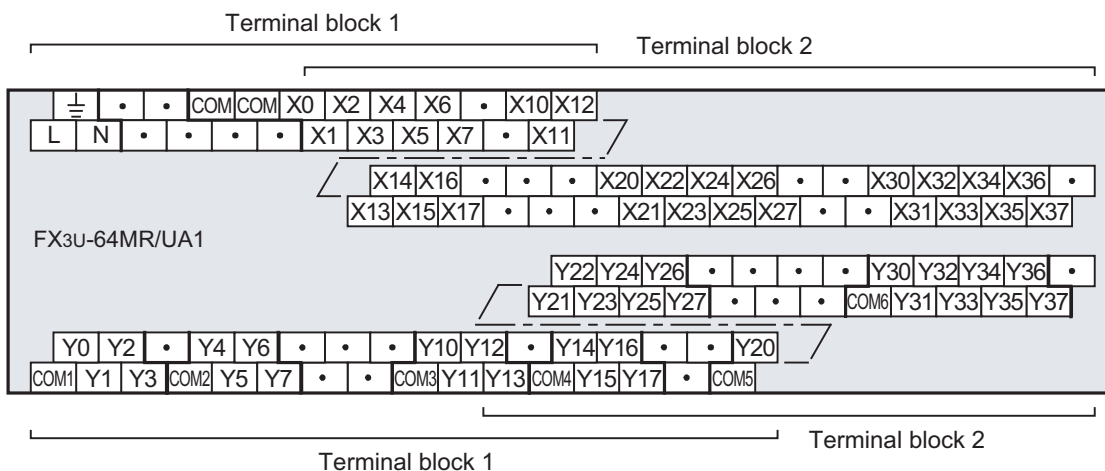 Terminal block 1
Terminal block 2
⏚ • • COM COM X0 X2 X4 X6 • X10 X12
L N • • • • X1 X3 X5 X7 • X11
X14 X16 • • • X20 X22 X24 X26 • • X30 X32 X34 X36 •
X13 X15 X17 • • • X21 X23 X25 X27 • • X31 X33 X35 X37
FX3U-64MR/UA1
Y22 Y24 Y26 • • • • Y30 Y32 Y34 Y36 •
Y21 Y23 Y25 Y27 • • • COM6 Y31 Y33 Y35 Y37
Y0 Y2 • Y4 Y6 • • • Y10 Y12 • Y14 Y16 • • Y20
COM1 Y1 Y3 COM2 Y5 Y7 • • COM3 Y11 Y13 COM4 Y15 Y17 • COM5
Terminal block 2
Terminal block 1